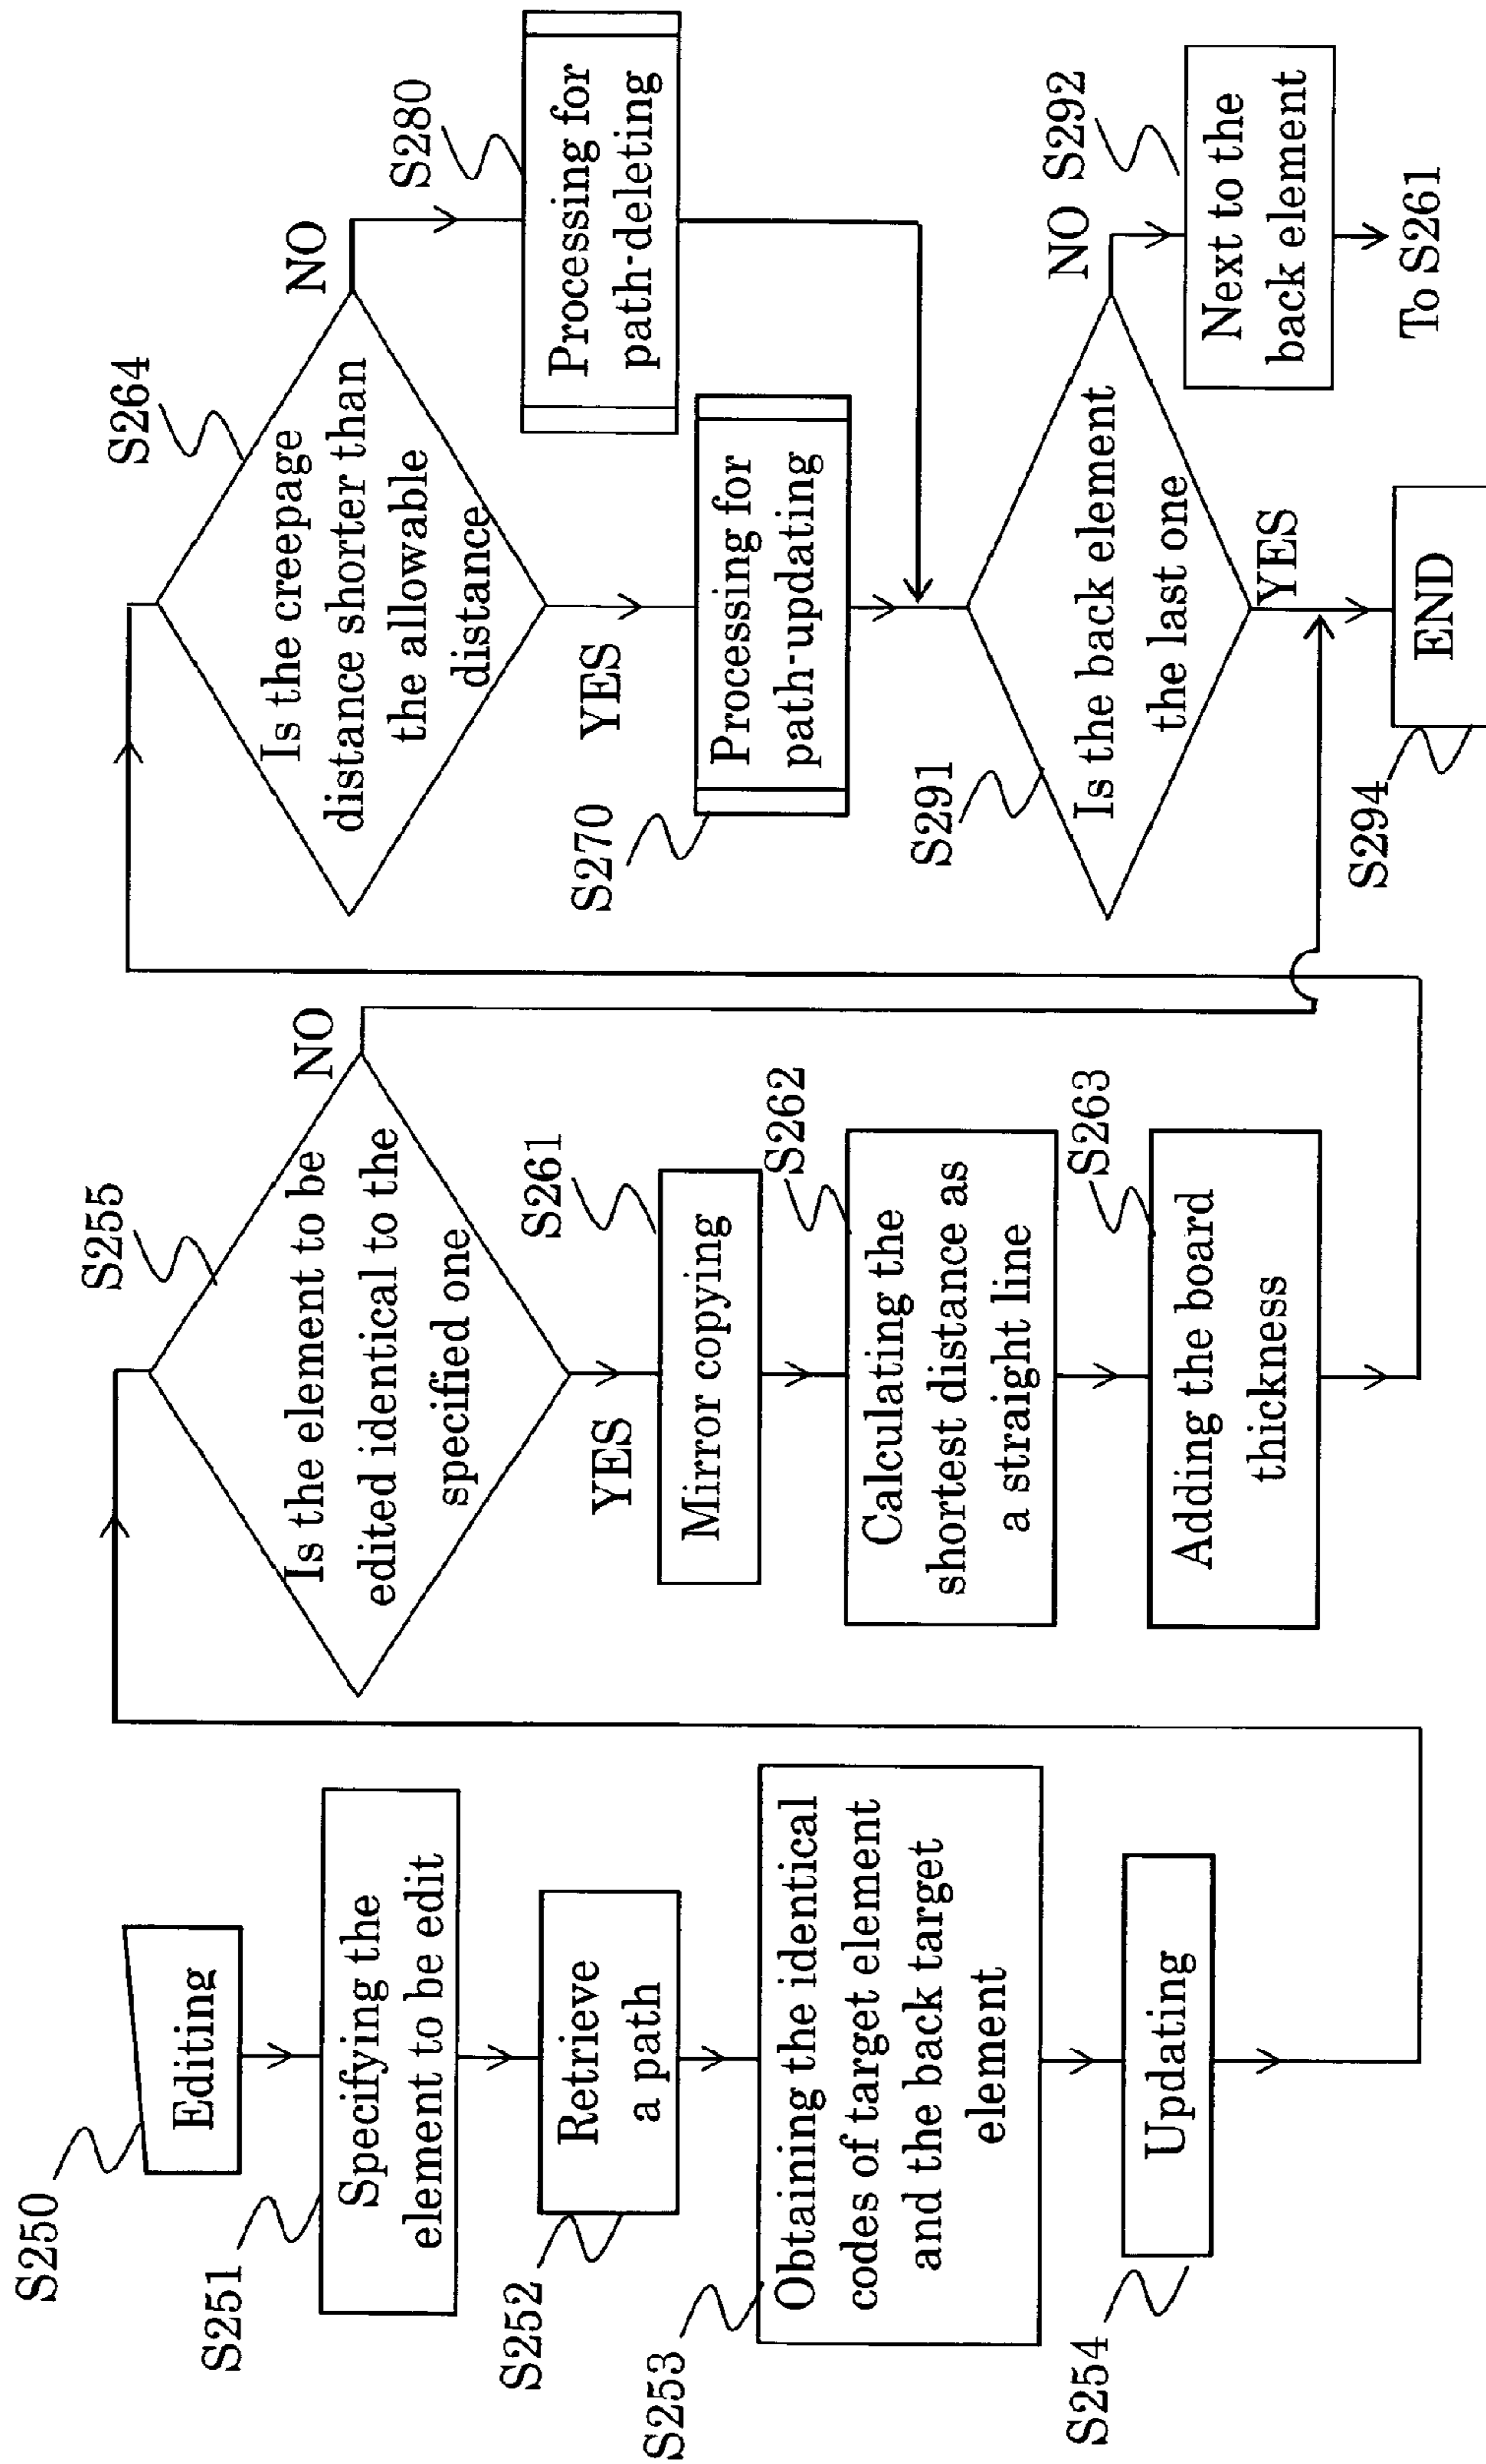 S250
Editing
S251
Specifying the
element to be edit
S252
Retrieve
a path
S253
Obtaining the identical
codes of target element
and the back target
element
S254
Updating
S255
Is the element to be
edited identical to the
specified one
NO
YES
S261
Mirror copying
S262
Calculating the
shortest distance as
a straight line
S263
Adding the board
thickness
S264
Is the creepage
distance shorter than
the allowable
distance
NO
YES
S280
Processing for
path-deleting
S270
Processing for
path-updating
S291
Is the back element
the last one
NO
S292
Next to the
back element
To S261
YES
S294
END